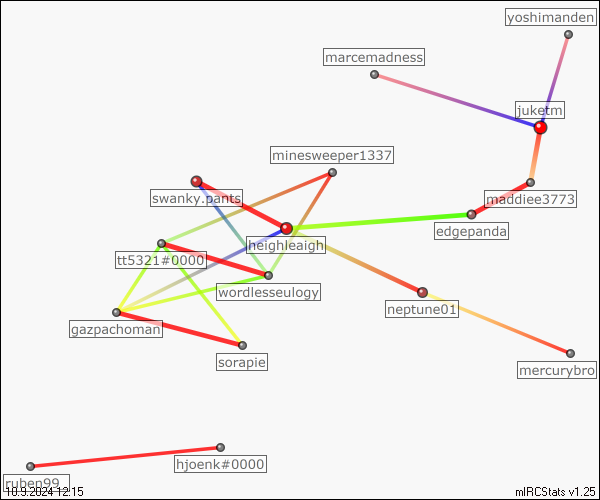 yoshimanden
marcemadness
juketm
minesweeper1337
swanky.pants
maddiee3773
edgepanda
heighleaigh
tt5321#0000
wordlesseulogy
neptune01
gazpachoman
sorapie
mercurybro
hjoenk#0000
ruben99_
10.9.2024 12:15
mIRCStats v1.25